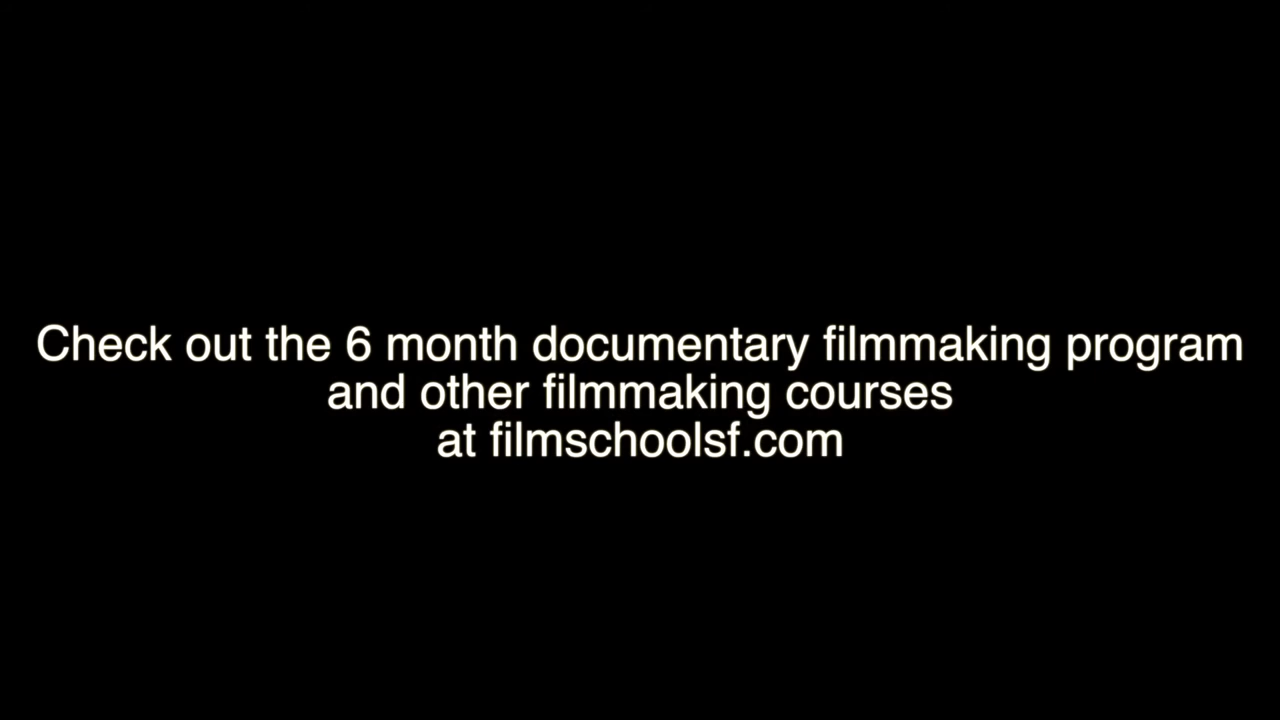 Check out the 6 month documentary filmmaking program
and other filmmaking courses
at filmschoolsf.com